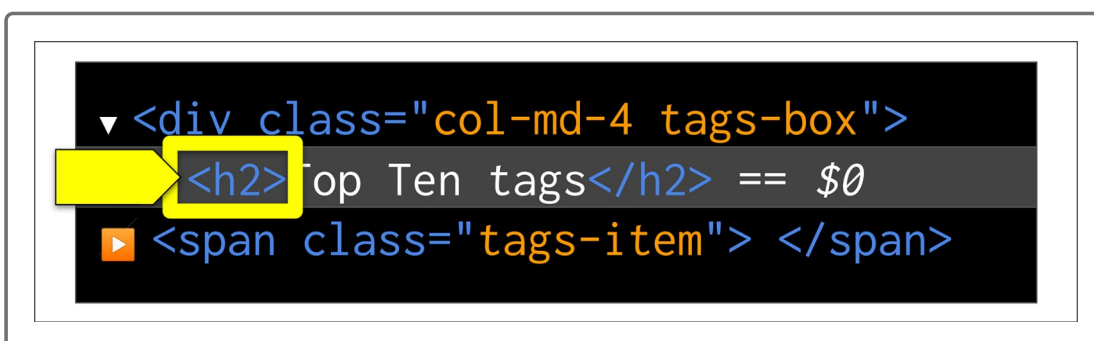 <div class="col-md-4 tags-box">
<h2>Top Ten tags</h2> == $0
<span class="tags-item"> </span>